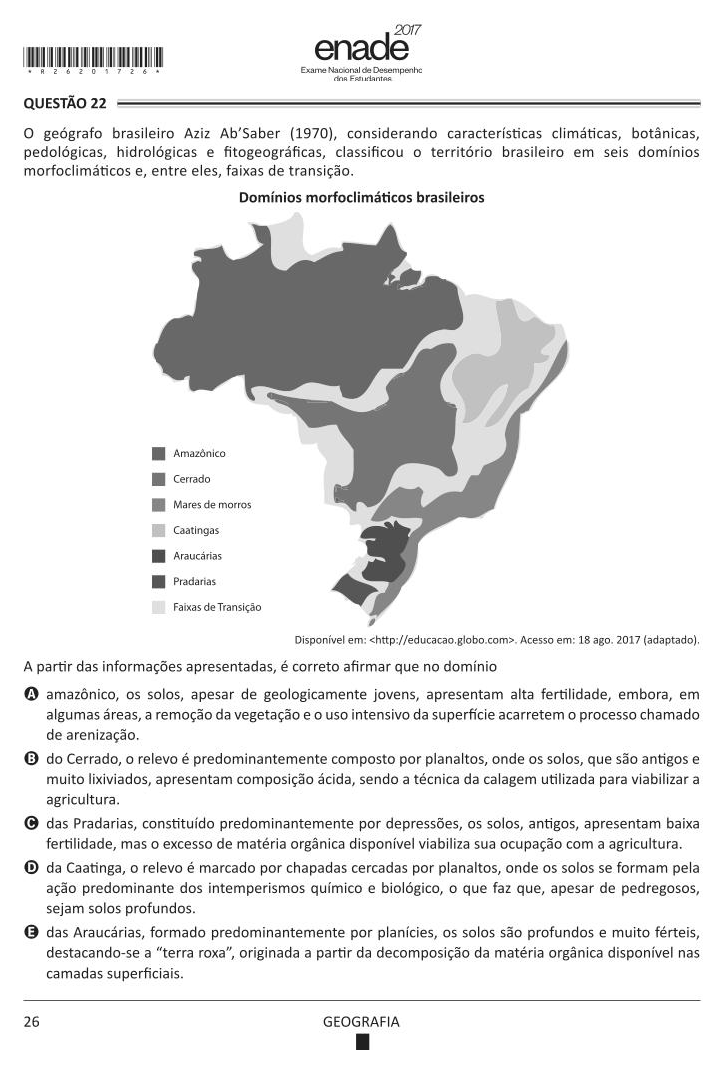 2017
enade
Exame Nacional de Desempenho
dos Estudantes
*R26201726*
QUESTÃO 22
O geógrafo brasileiro Aziz Ab’Saber (1970), considerando características climáticas, botânicas,
pedológicas, hidrológicas e fitogeográficas, classificou o território brasileiro em seis domínios
morfoclimáticos e, entre eles, faixas de transição.
Domínios morfoclimáticos brasileiros
Amazônico
Cerrado
Mares de morros
Caatingas
Araucárias
Pradarias
Faixas de Transição
Disponível em: <http://educacao.globo.com>. Acesso em: 18 ago. 2017 (adaptado).
A partir das informações apresentadas, é correto afirmar que no domínio
A amazônico, os solos, apesar de geologicamente jovens, apresentam alta fertilidade, embora, em
algumas áreas, a remoção da vegetação e o uso intensivo da superfície acarretem o processo chamado
de arenização.
B do Cerrado, o relevo é predominantemente composto por planaltos, onde os solos, que são antigos e
muito lixiviados, apresentam composição ácida, sendo a técnica da calagem utilizada para viabilizar a
agricultura.
C das Pradarias, constituído predominantemente por depressões, os solos, antigos, apresentam baixa
fertilidade, mas o excesso de matéria orgânica disponível viabiliza sua ocupação com a agricultura.
D da Caatinga, o relevo é marcado por chapadas cercadas por planaltos, onde os solos se formam pela
ação predominante dos intemperismos químico e biológico, o que faz que, apesar de pedregosos,
sejam solos profundos.
E das Araucárias, formado predominantemente por planícies, os solos são profundos e muito férteis,
destacando-se a “terra roxa”, originada a partir da decomposição da matéria orgânica disponível nas
camadas superficiais.
26
GEOGRAFIA